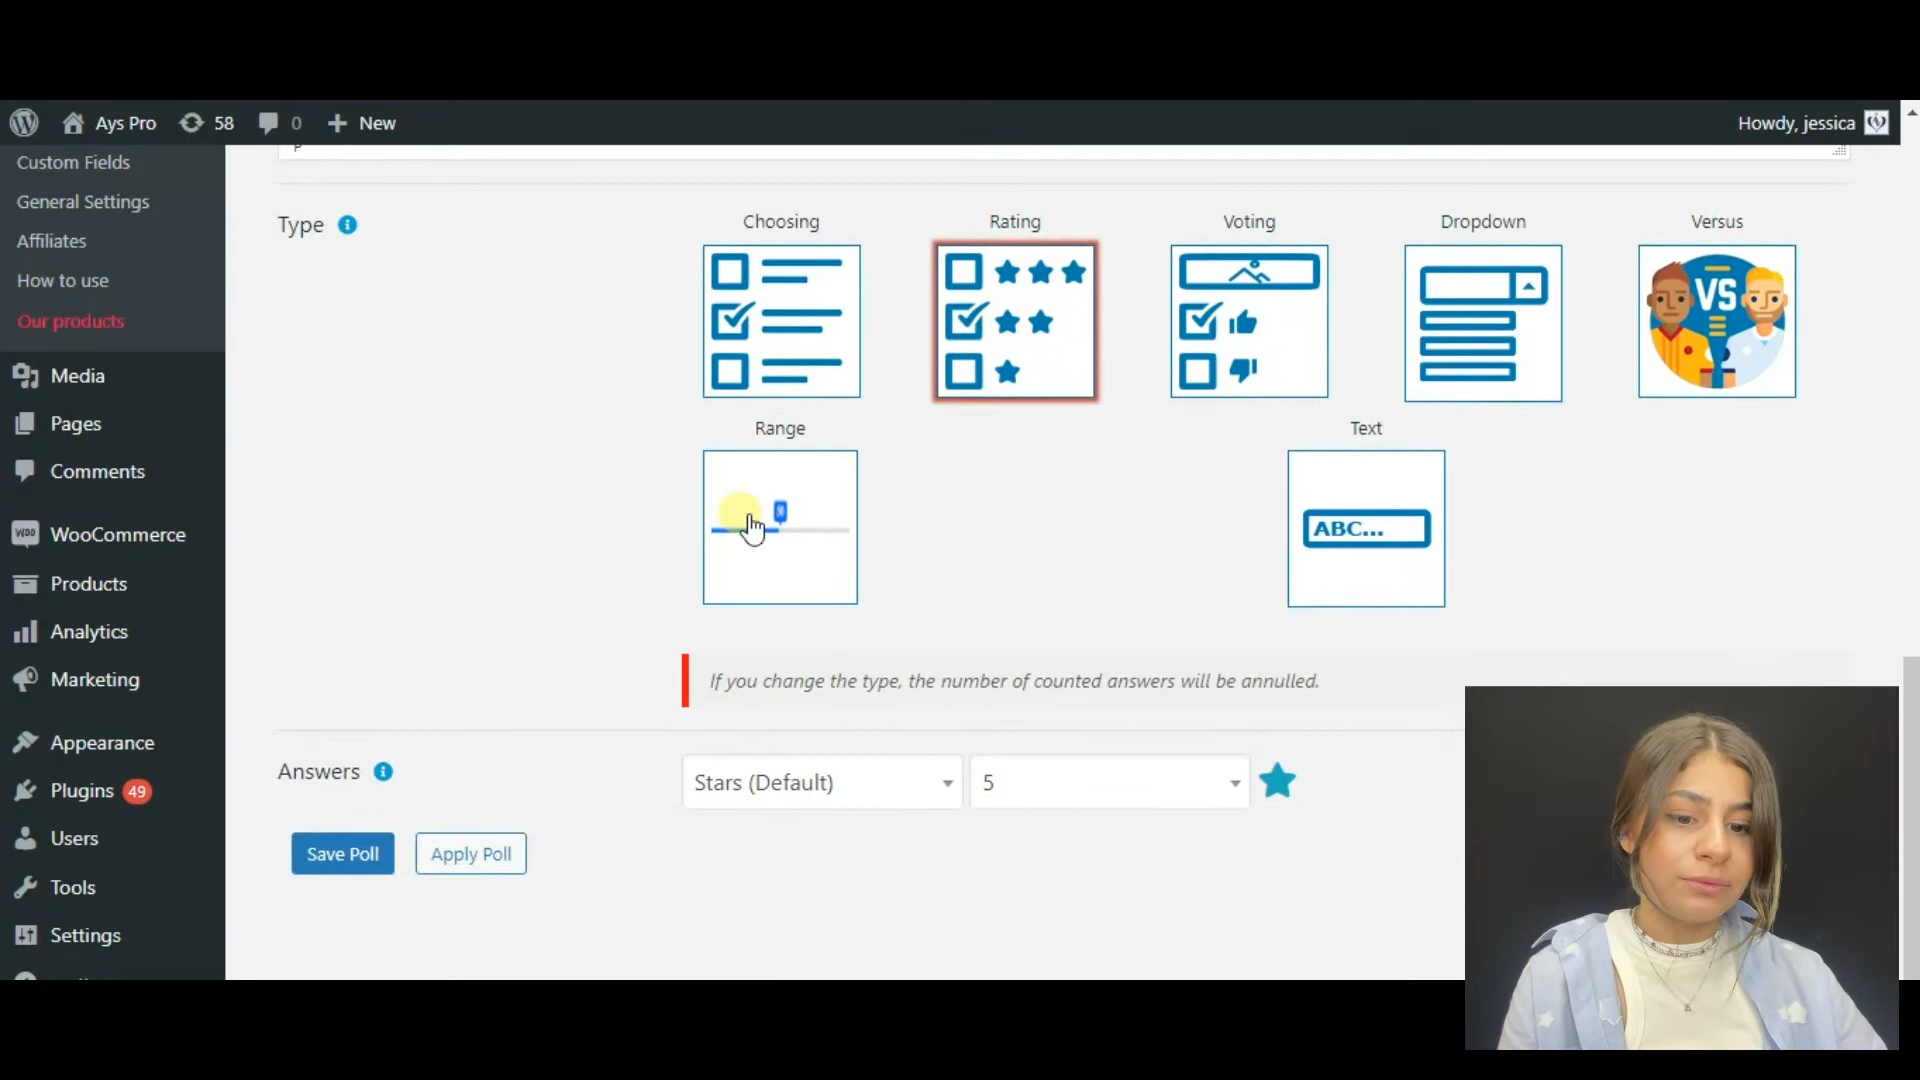 Ays Pro 58 0 New Howdy, jessica
Custom Fields
General Settings
Affiliates
How to use
Our products
Media
Pages
Comments
WooCommerce
Products
Analytics
Marketing
Appearance
Plugins 49
Users
Tools
Settings
Type
Choosing Rating Voting Dropdown Versus
VS
Range Text
ABC...
If you change the type, the number of counted answers will be annulled.
Answers Stars (Default) 5
Save Poll Apply Poll